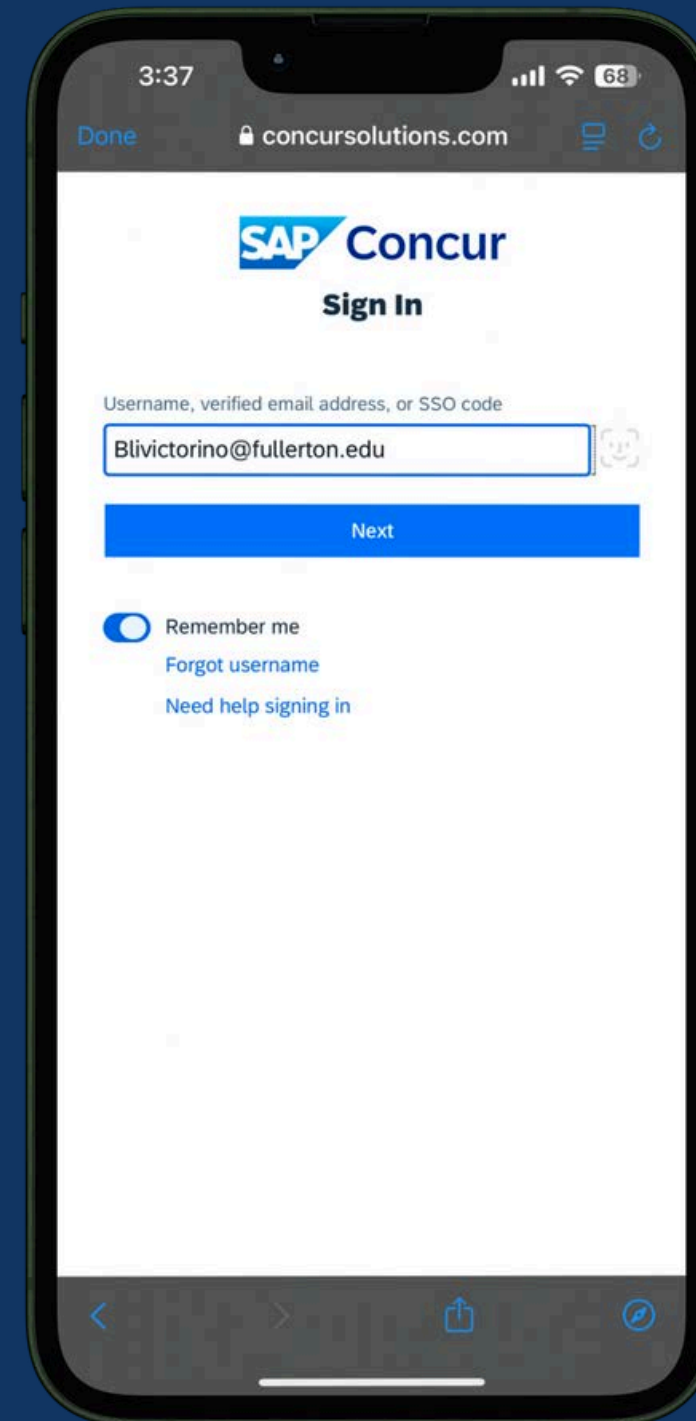 3:37
68
Done
concursolutions.com
SAP Concur
Sign In
Username, verified email address, or SSO code
Blivictorino@fullerton.edu
Next
Remember me
Forgot username
Need help signing in